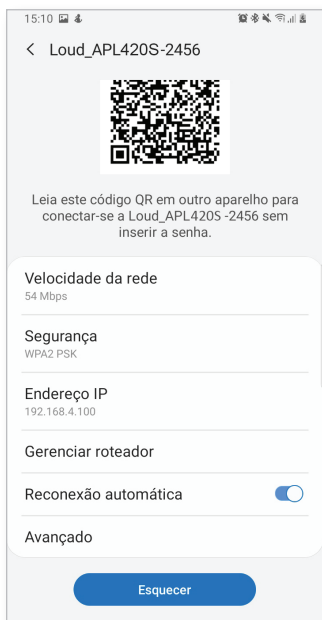 15:10
Loud_APL420S-2456
Leia este código QR em outro aparelho para
conectar-se a Loud_APL420S -2456 sem
inserir a senha.
Velocidade da rede
54 Mbps
Segurança
WPA2 PSK
Endereço IP
192.168.4.100
Gerenciar roteador
Reconexão automática
Avançado
Esquecer